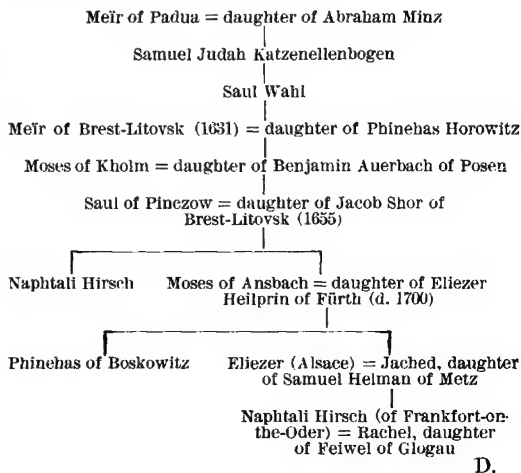 Meïr of Padua = daughter of Abraham Minz
Samuel Judah Katzenellenbogen
Saul Wahl
Meïr of Brest-Litovsk (1631) = daughter of Phinehas Horowitz
Moses of Kholm = daughter of Benjamin Auerbach of Posen
Saul of Pinczow = daughter of Jacob Shor of
Brest-Litovsk (1655)
Naphtali Hirsch Moses of Ansbach = daughter of Eliezer
Heilprin of Fürth (d. 1700)
Phinehas of Boskowitz Eliezer (Alsace) = Jached, daughter
of Samuel Helman of Metz
Naphtali Hirsch (of Frankfort-on-
the-Oder) = Rachel, daughter
of Feiwel of Glogau
D.